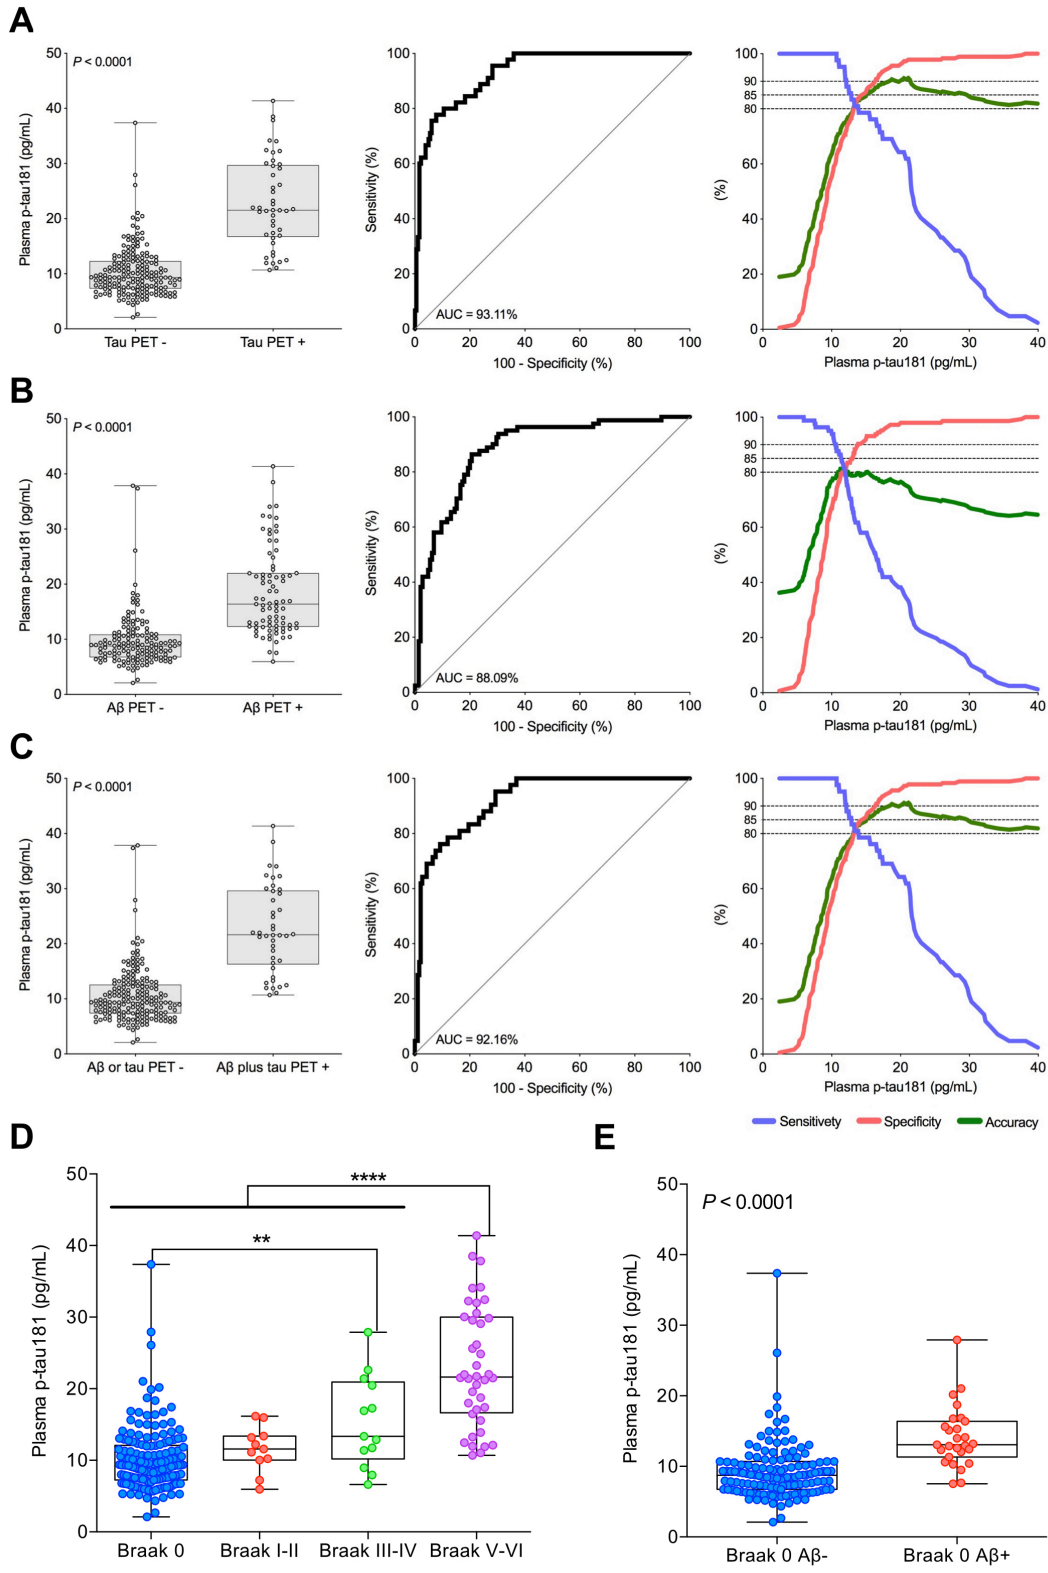 A
P < 0.0001
Plasma p-tau181 (pg/mL)
50
40
30
20
10
0
Tau PET -
Tau PET +
Sensitivity (%)
100
80
60
40
20
0
AUC = 93.11%
0 20 40 60 80 100
100 - Specificity (%)
(%)
100
90
85
80
60
40
20
0
0 10 20 30 40
Plasma p-tau181 (pg/mL)
B
P < 0.0001
Plasma p-tau181 (pg/mL)
50
40
30
20
10
0
Aβ PET -
Aβ PET +
Sensitivity (%)
100
80
60
40
20
0
AUC = 88.09%
0 20 40 60 80 100
100 - Specificity (%)
(%)
100
90
85
80
60
40
20
0
0 10 20 30 40
Plasma p-tau181 (pg/mL)
C
P < 0.0001
Plasma p-tau181 (pg/mL)
50
40
30
20
10
0
Aβ or tau PET -
Aβ plus tau PET +
Sensitivity (%)
100
80
60
40
20
0
AUC = 92.16%
0 20 40 60 80 100
100 - Specificity (%)
(%)
100
90
85
80
60
40
20
0
0 10 20 30 40
Plasma p-tau181 (pg/mL)
Sensitivety Specificity Accuracy
D
Plasma p-tau181 (pg/mL)
50
40
30
20
10
0
****
**
Braak 0 Braak I-II Braak III-IV Braak V-VI
E
P < 0.0001
Plasma p-tau181 (pg/mL)
50
40
30
20
10
0
Braak 0 Aβ- Braak 0 Aβ+